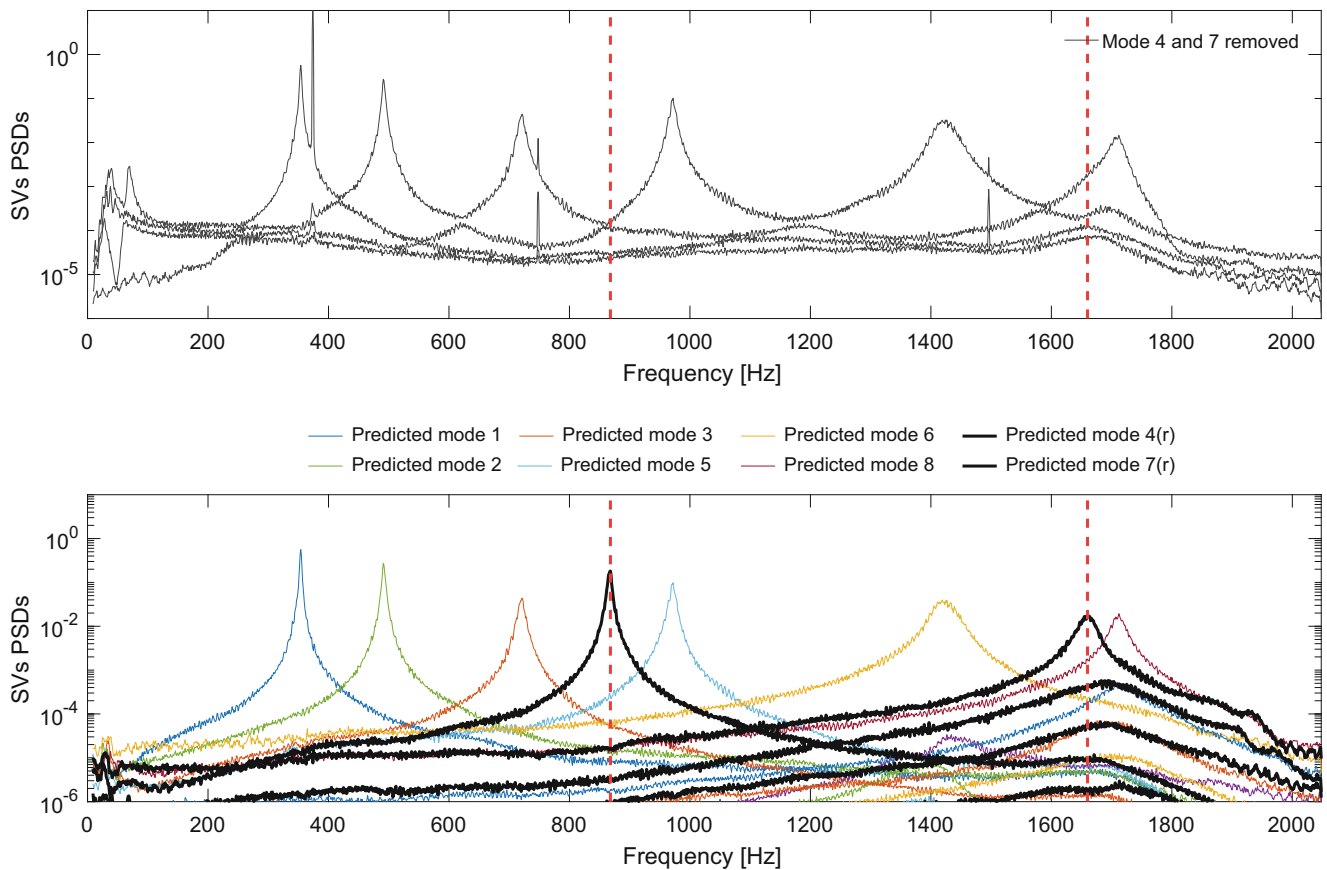 Mode 4 and 7 removed
10^0
10^-5
SVs PSDs
0 200 400 600 800 1000 1200 1400 1600 1800 2000
Frequency [Hz]
Predicted mode 1 Predicted mode 3 Predicted mode 6 Predicted mode 4(r)
Predicted mode 2 Predicted mode 5 Predicted mode 8 Predicted mode 7(r)
10^0
10^-2
10^-4
10^-6
SVs PSDs
0 200 400 600 800 1000 1200 1400 1600 1800 2000
Frequency [Hz]